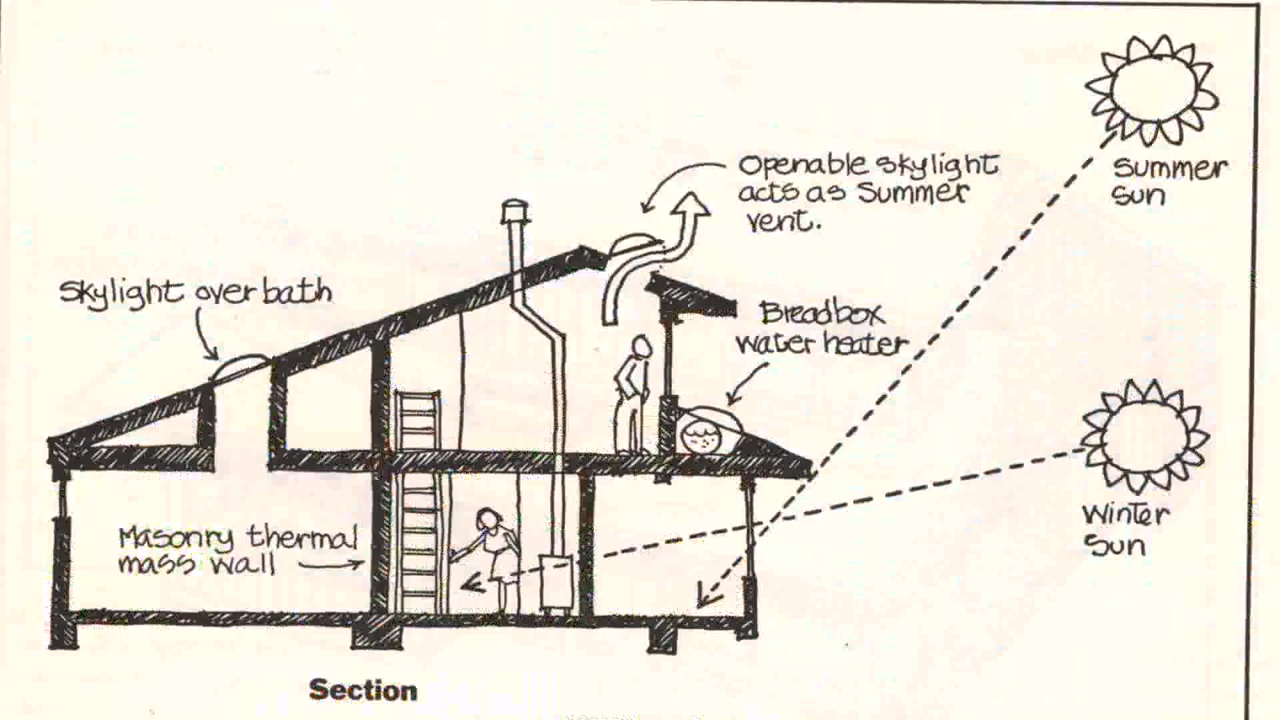 Summer
Sun
Openable skylight
acts as Summer
vent.
Skylight over bath
Breadbox
water heater
Winter
Sun
Masonry thermal
mass wall
Section